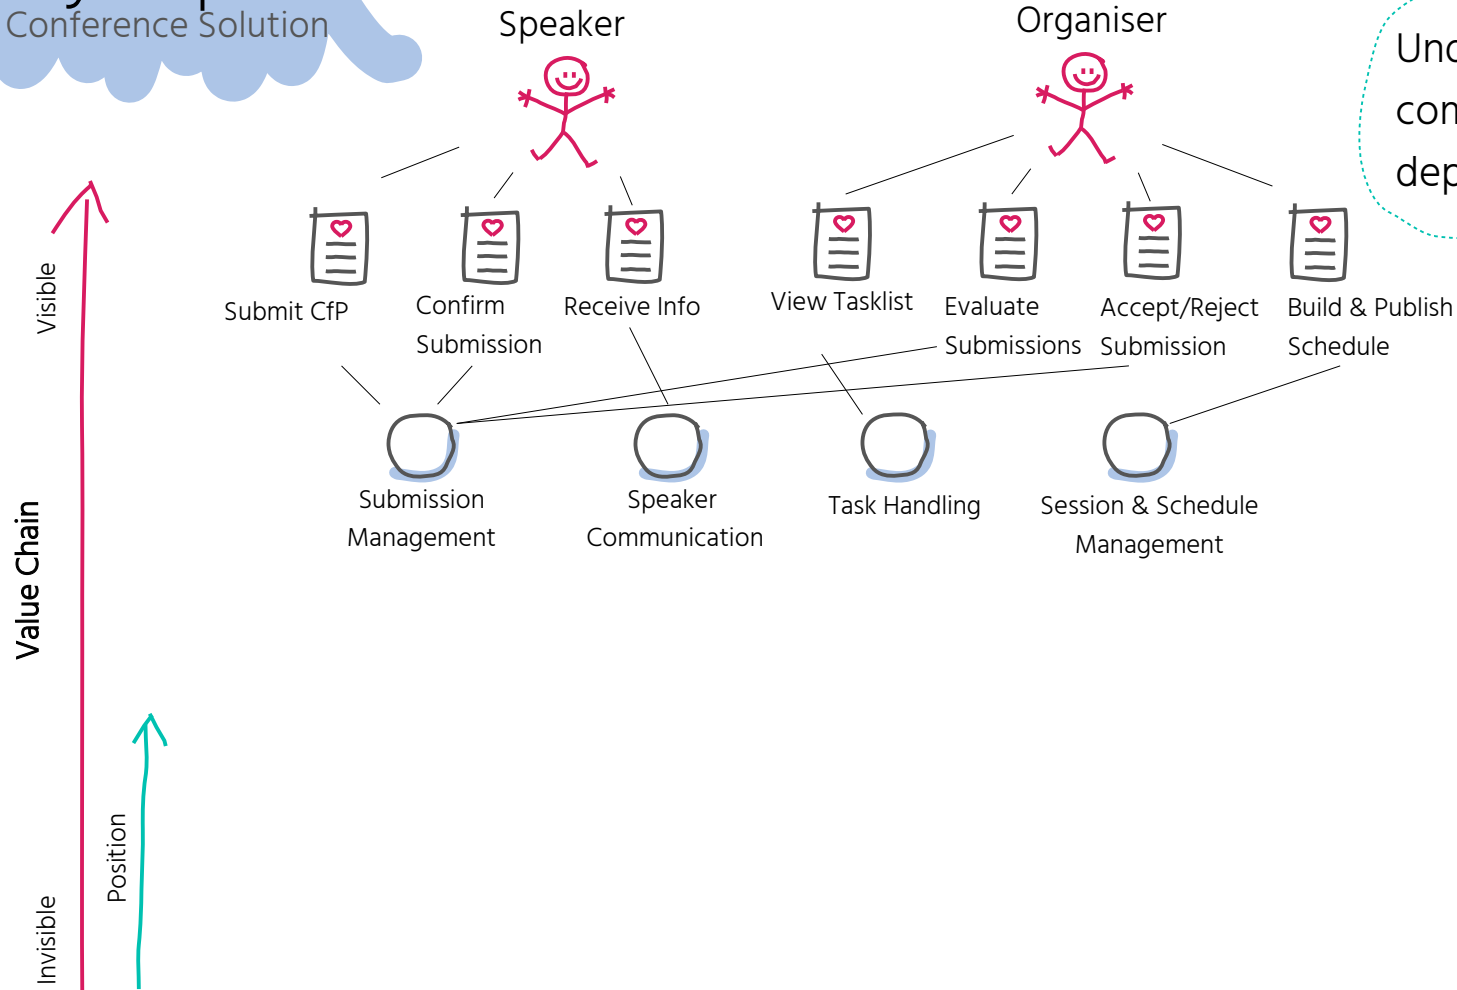 Conference Solution
Speaker
Organiser
Submit CfP
Confirm
Submission
Receive Info
View Tasklist
Evaluate
Submissions
Accept/Reject
Submission
Build & Publish
Schedule
Submission
Management
Speaker
Communication
Task Handling
Session & Schedule
Management
Visible
Value Chain
Position
Invisible